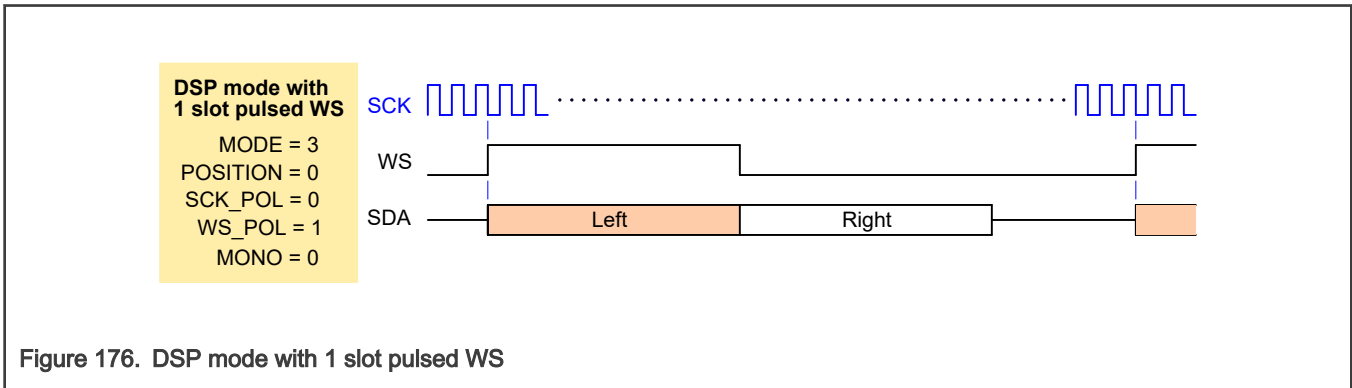 DSP mode with
1 slot pulsed WS
MODE = 3
POSITION = 0
SCK_POL = 0
WS_POL = 1
MONO = 0
SCK
WS
SDA
Left
Right
Figure 176. DSP mode with 1 slot pulsed WS